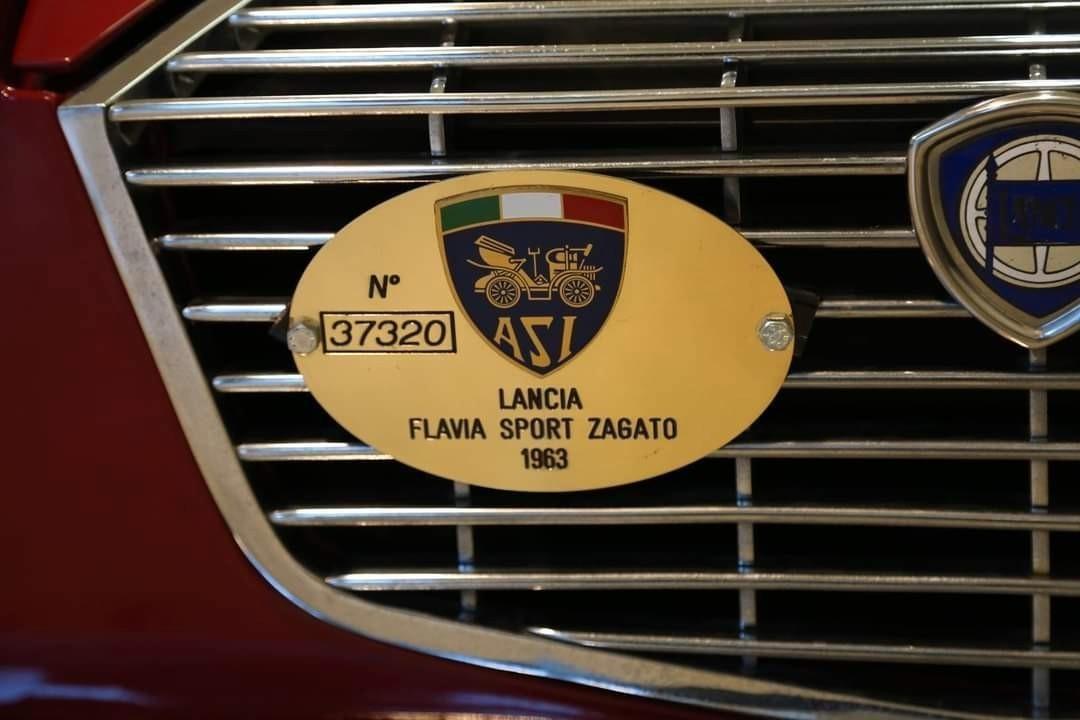 Nº
37320
ASI
LANCIA
FLAVIA SPORT ZAGATO
1963